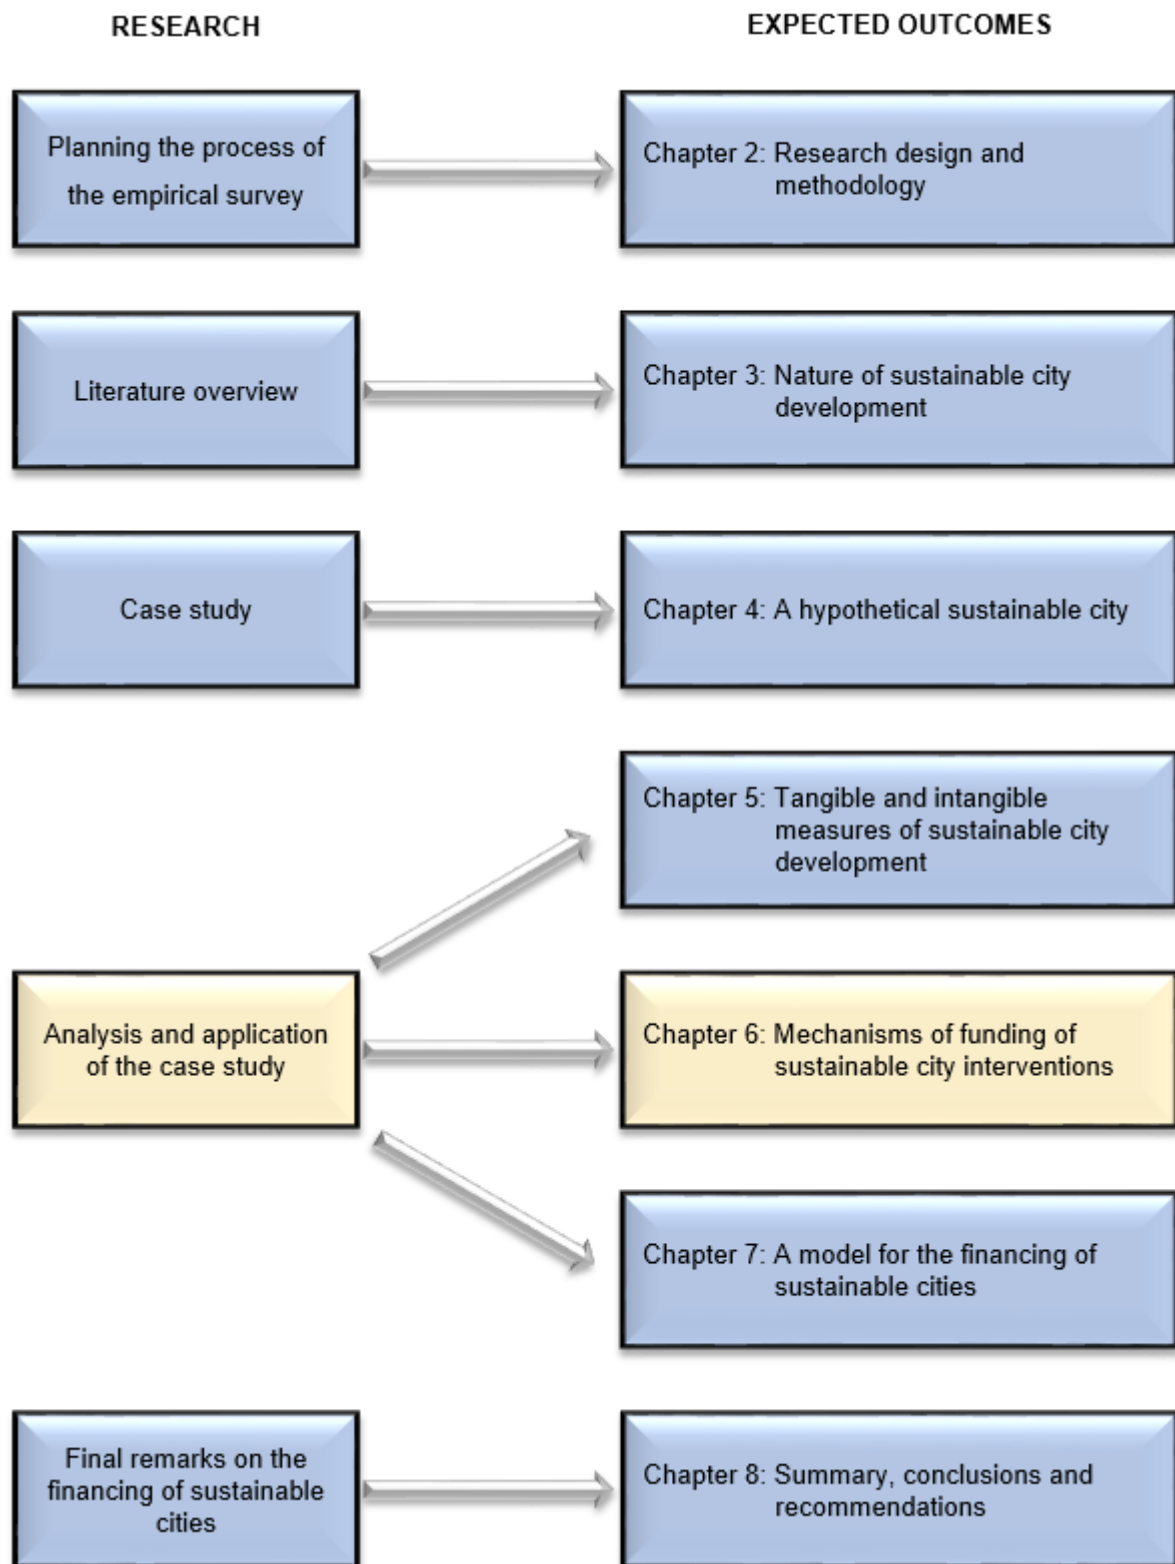 RESEARCH
EXPECTED OUTCOMES
Planning the process of
the empirical survey
Chapter 2: Research design and
methodology
Literature overview
Chapter 3: Nature of sustainable city
development
Case study
Chapter 4: A hypothetical sustainable city
Chapter 5: Tangible and intangible
measures of sustainable city
development
Analysis and application
of the case study
Chapter 6: Mechanisms of funding of
sustainable city interventions
Chapter 7: A model for the financing of
sustainable cities
Final remarks on the
financing of sustainable
cities
Chapter 8: Summary, conclusions and
recommendations